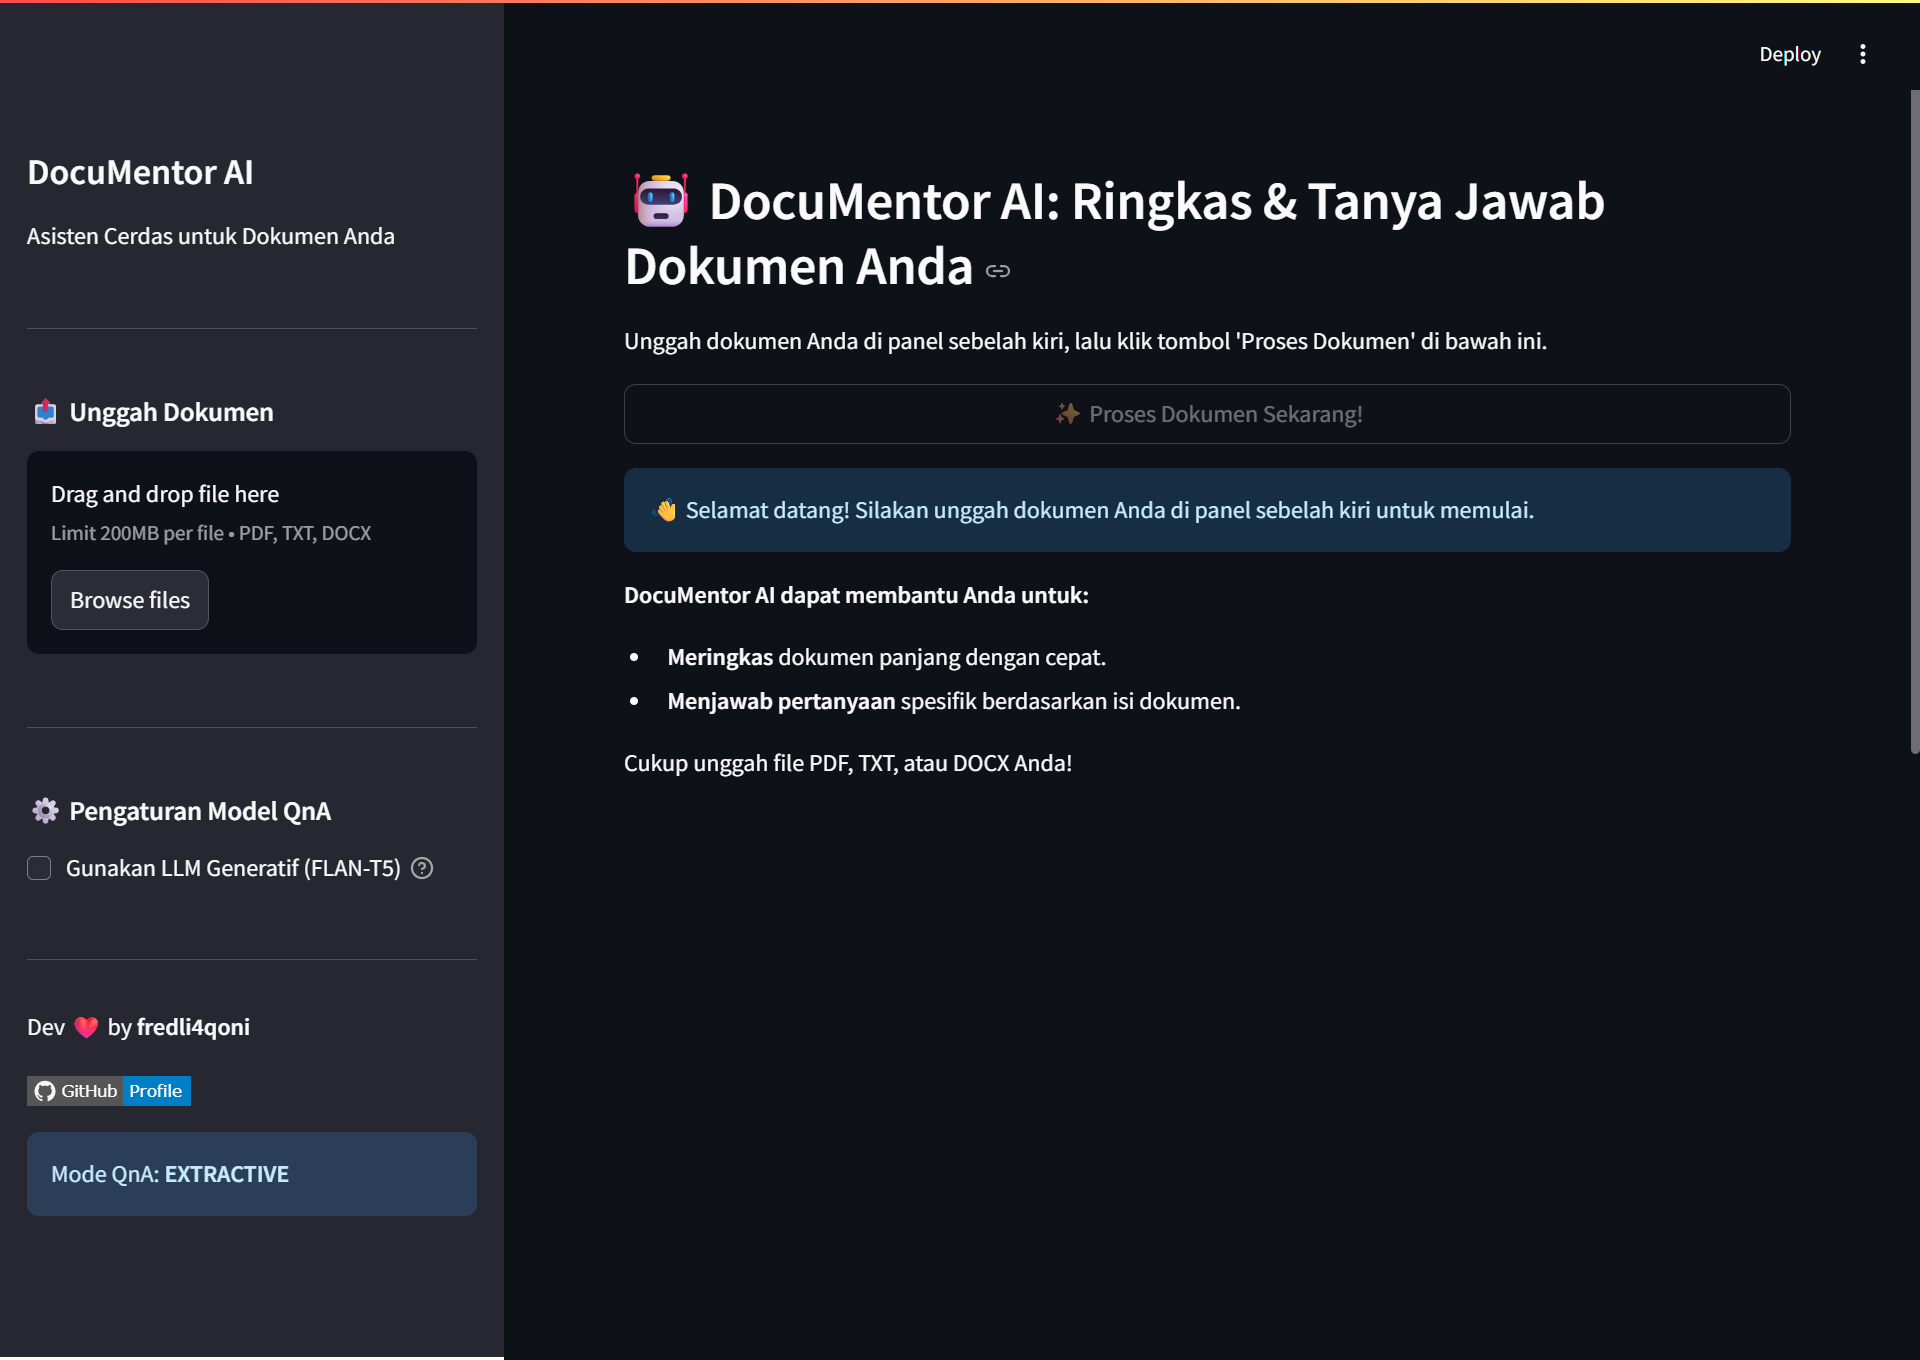 Deploy
DocuMentor AI
Asisten Cerdas untuk Dokumen Anda
📤 Unggah Dokumen
Drag and drop file here
Limit 200MB per file • PDF, TXT, DOCX
Browse files
⚙️ Pengaturan Model QnA
Gunakan LLM Generatif (FLAN-T5)
Dev ❤️ by fredli4qoni
GitHub Profile
Mode QnA: EXTRACTIVE
🤖 DocuMentor AI: Ringkas & Tanya Jawab
Dokumen Anda
Unggah dokumen Anda di panel sebelah kiri, lalu klik tombol 'Proses Dokumen' di bawah ini.
✨ Proses Dokumen Sekarang!
👋 Selamat datang! Silakan unggah dokumen Anda di panel sebelah kiri untuk memulai.
DocuMentor AI dapat membantu Anda untuk:
• Meringkas dokumen panjang dengan cepat.
• Menjawab pertanyaan spesifik berdasarkan isi dokumen.
Cukup unggah file PDF, TXT, atau DOCX Anda!